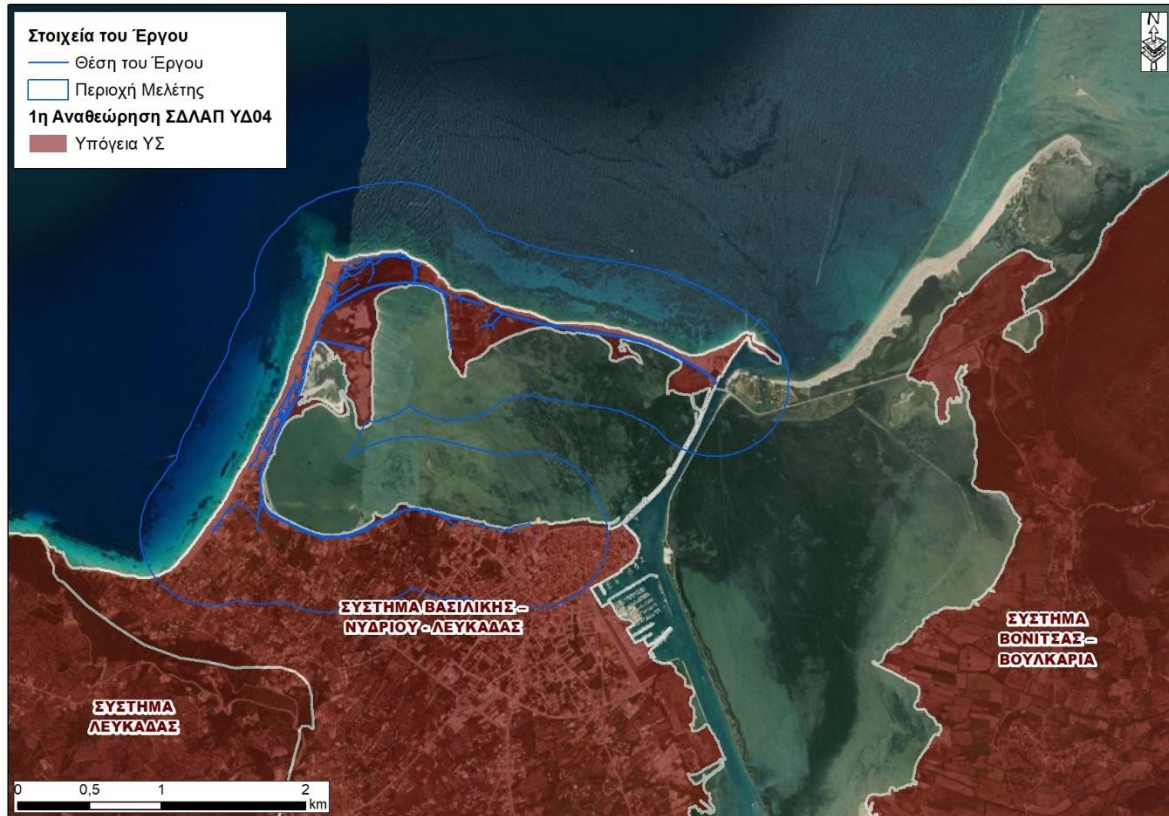 Στοιχεία του Έργου
Θέση του Έργου
Περιοχή Μελέτης
1η Αναθεώρηση ΣΔΛΑΠ ΥΔ04
Υπόγεια ΥΣ
N
ΣΥΣΤΗΜΑ ΒΑΣΙΛΙΚΗΣ –
ΝΥΔΡΙΟΥ - ΛΕΥΚΑΔΑΣ
ΣΥΣΤΗΜΑ
ΒΟΝΙΤΣΑΣ –
ΒΟΥΛΚΑΡΙΑ
ΣΥΣΤΗΜΑ
ΛΕΥΚΑΔΑΣ
0 0,5 1 2
km